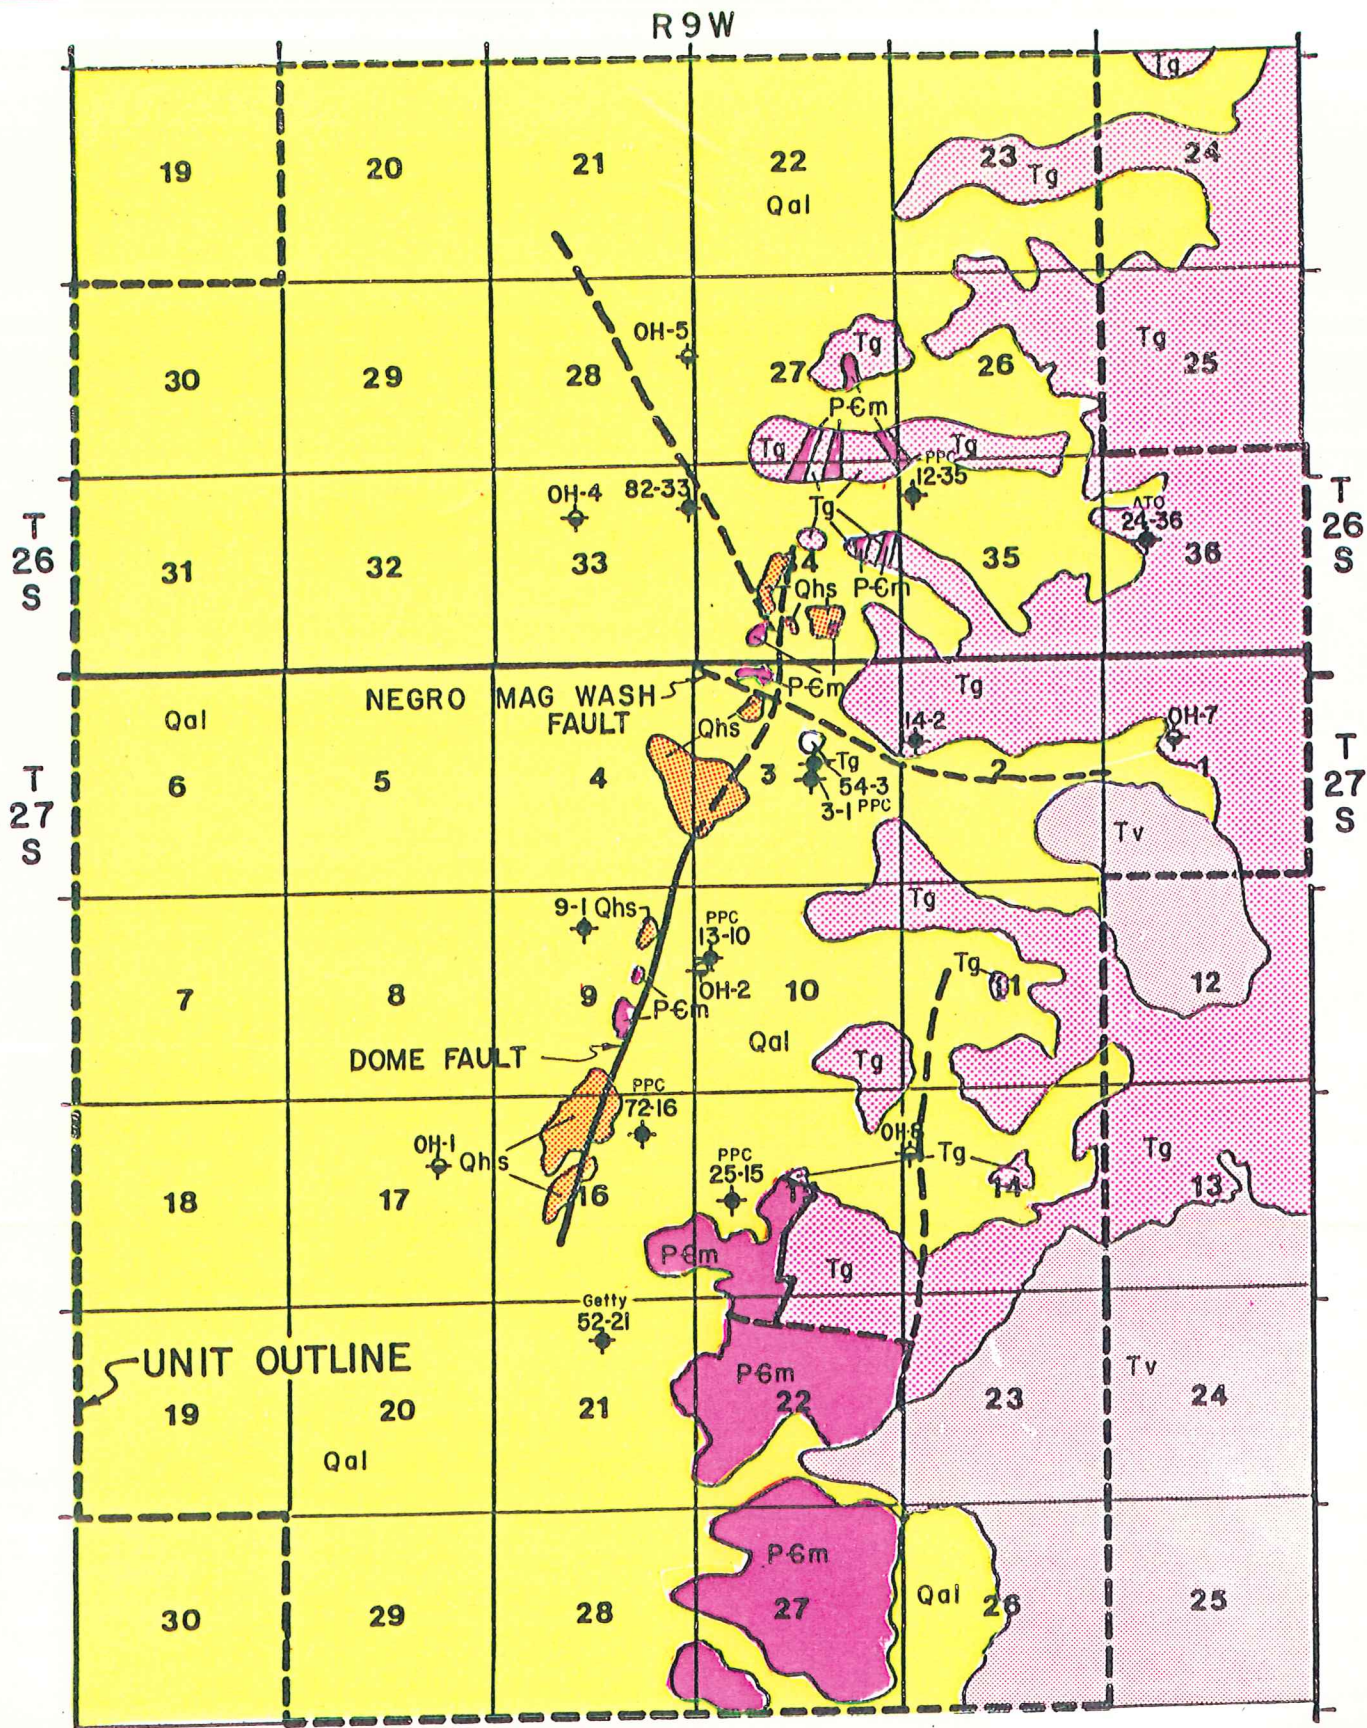 R9W
Tg
19
20
21
22
23
24
Tg
Qal
OH-5
Tg
Tg
30
29
28
27
26
25
P-Єm
Tg
Tg
PPC
12-35
OH-4
82-33
Tg
ATO
24-36
T
26
S
T
26
S
31
32
33
34
35
36
Qhs
P-Єm
P-Єm
NEGRO MAG WASH
FAULT
Tg
Qal
Qhs
14-2
OH-7
T
27
S
T
27
S
6
5
4
3
2
1
Tg
54-3
3-1 PPC
Tv
Tg
9-1
Qhs
PPC
13-10
OH-2
Tg
7
8
9
10
11
12
P-Єm
Qal
DOME FAULT
Tg
PPC
72-16
OH-1
Qhs
PPC
25-15
Tg
Tg
18
17
16
14
13
P-Єm
Tg
Getty
52-21
UNIT OUTLINE
P-Єm
Tv
19
20
21
22
23
24
Qal
P-Єm
Qal
30
29
28
27
26
25